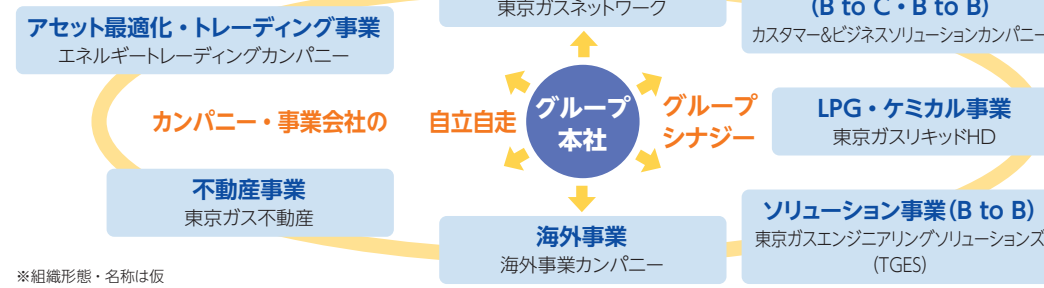 東京ガスネットワーク
(B to C・B to B)
カスタマー&ビジネスソリューションカンパニー
アセット最適化・トレーディング事業
エネルギートレーディングカンパニー
カンパニー・事業会社の 自立自走
グループ
本社
グループ
シナジー
LPG・ケミカル事業
東京ガスリキッドHD
不動産事業
東京ガス不動産
海外事業
海外事業カンパニー
ソリューション事業(B to B)
東京ガスエンジニアリングソリューションズ
(TGES)
※組織形態・名称は仮